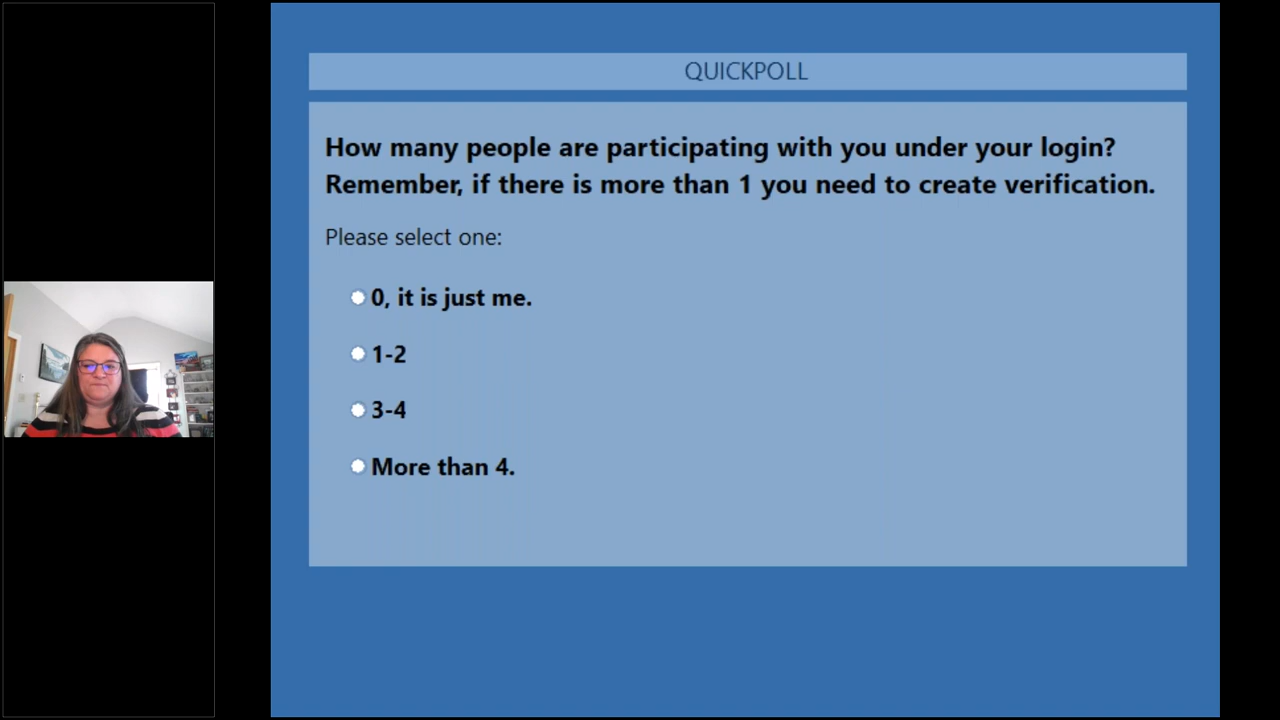 QUICKPOLL
How many people are participating with you under your login?
Remember, if there is more than 1 you need to create verification.
Please select one:
0, it is just me.
1-2
3-4
More than 4.